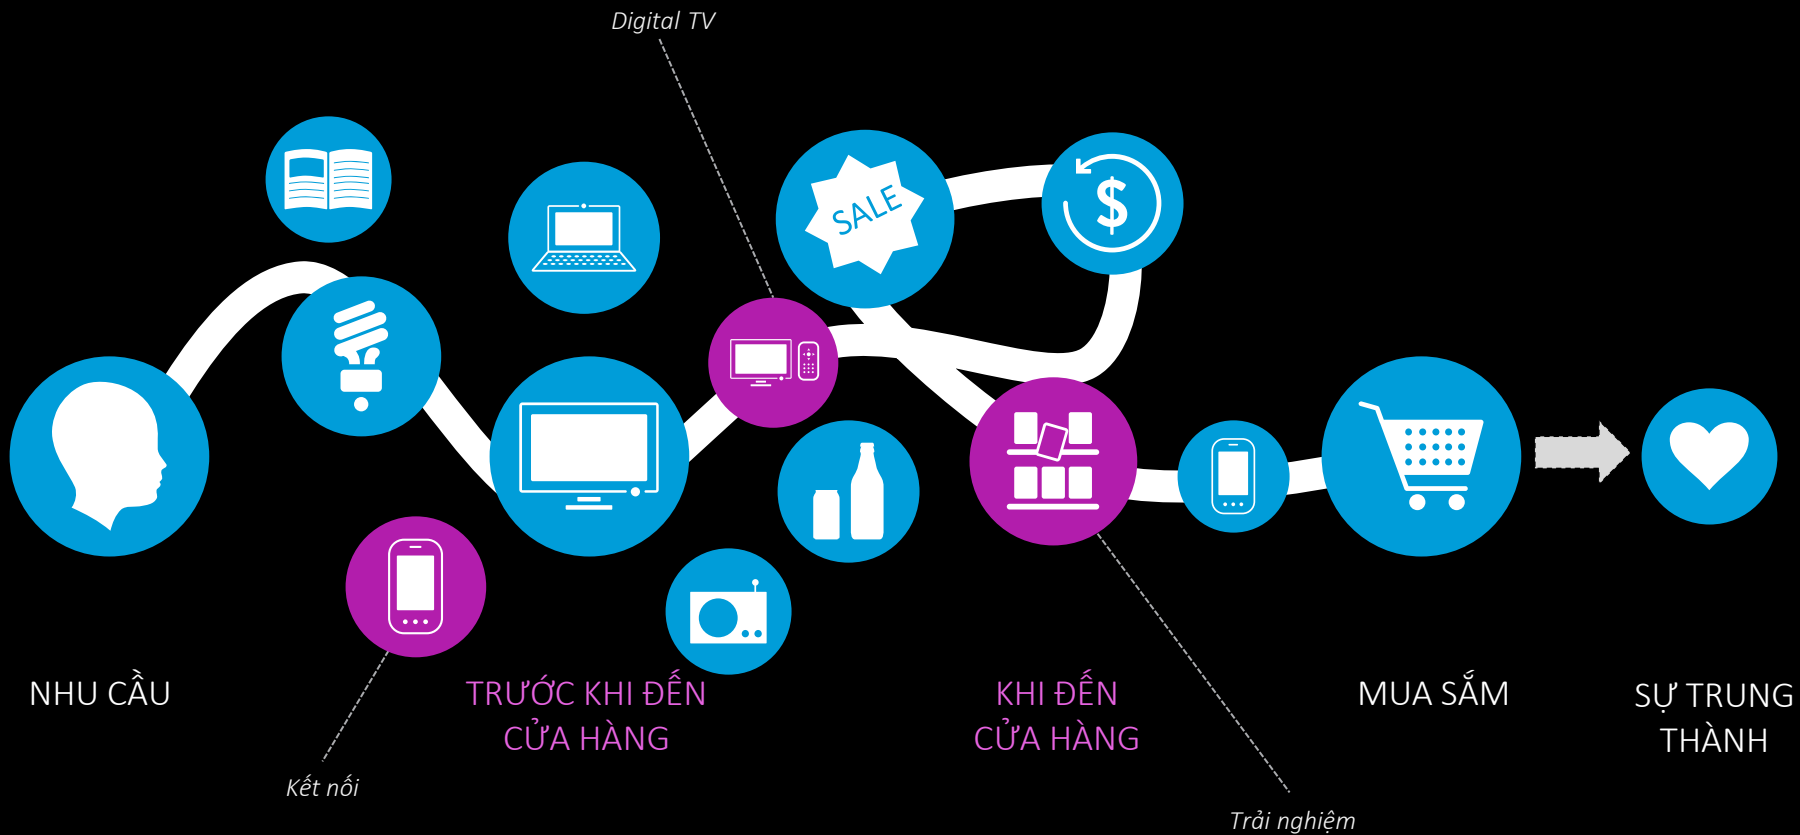 Digital TV
SALE
$
NHU CẦU
TRƯỚC KHI ĐẾN
CỬA HÀNG
KHI ĐẾN
CỬA HÀNG
MUA SẮM
SỰ TRUNG
THÀNH
Kết nối
Trải nghiệm